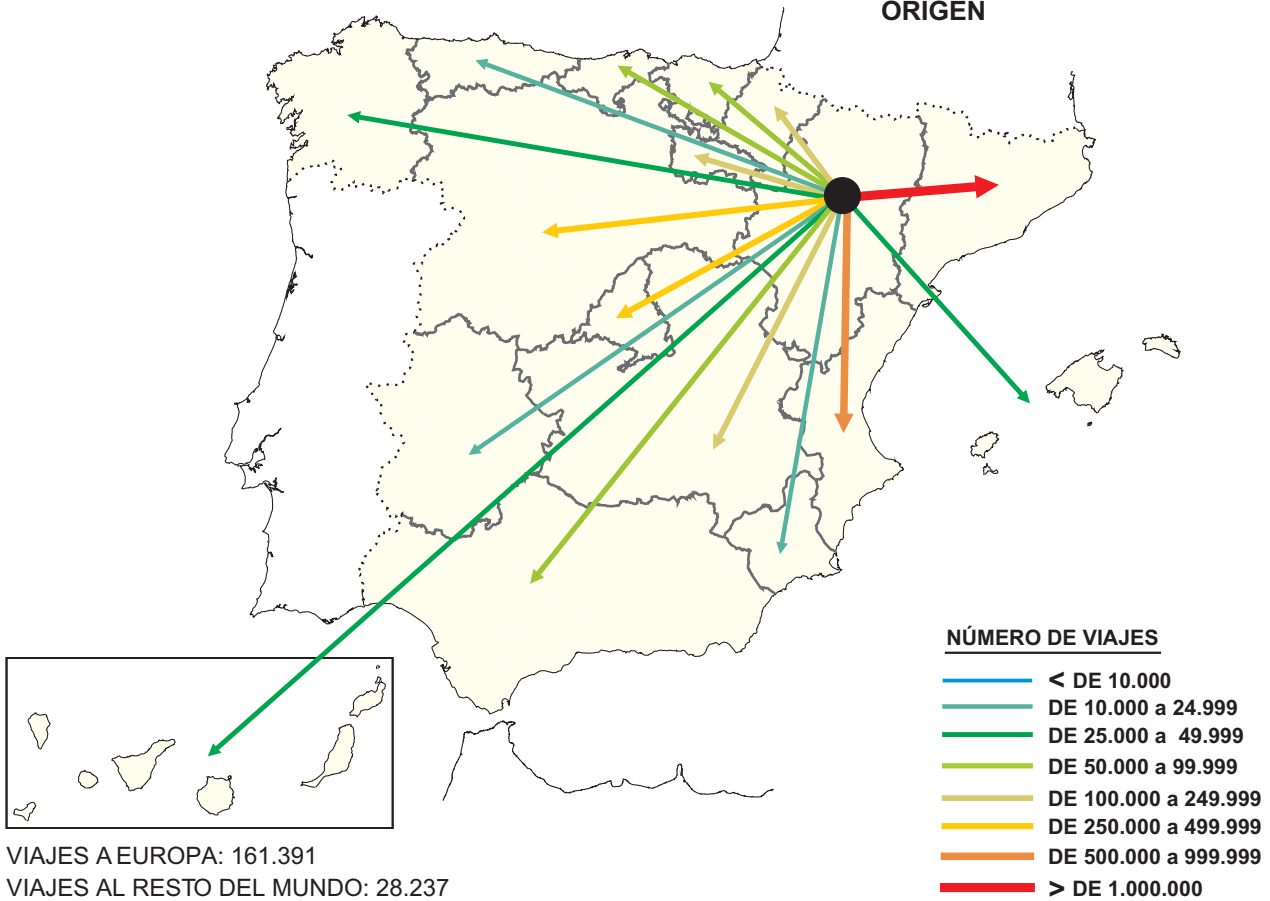 ORIGEN
NÚMERO DE VIAJES
< DE 10.000
DE 10.000 a 24.999
DE 25.000 a 49.999
DE 50.000 a 99.999
DE 100.000 a 249.999
DE 250.000 a 499.999
DE 500.000 a 999.999
> DE 1.000.000
VIAJES A EUROPA: 161.391
VIAJES AL RESTO DEL MUNDO: 28.237